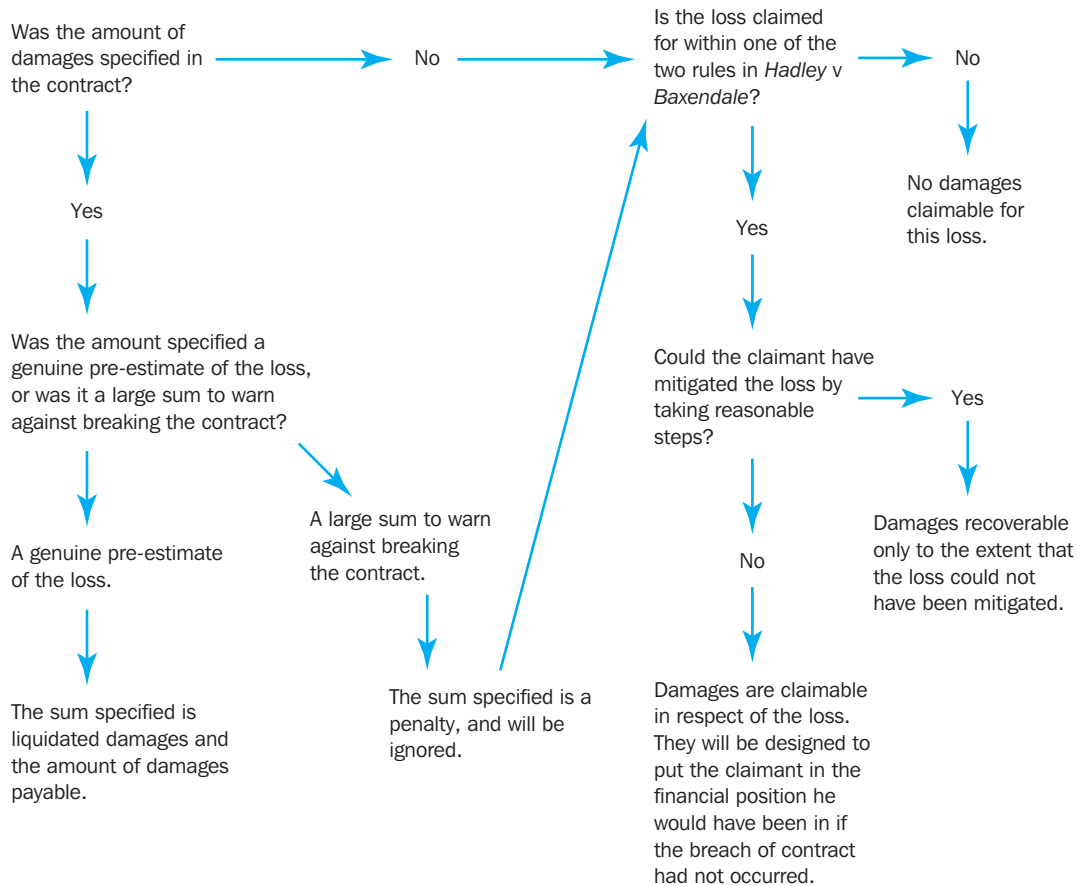 Was the amount of
damages specified in
the contract?
No
Is the loss claimed
for within one of the
two rules in Hadley v
Baxendale?
No
No damages
claimable for
this loss.
Yes
Yes
Was the amount specified a
genuine pre-estimate of the loss,
or was it a large sum to warn
against breaking the contract?
Could the claimant have
mitigated the loss by
taking reasonable
steps?
Yes
A large sum to warn
against breaking
the contract.
Damages recoverable
only to the extent that
the loss could not
have been mitigated.
A genuine pre-estimate
of the loss.
No
The sum specified is
liquidated damages and
the amount of damages
payable.
The sum specified is a
penalty, and will be
ignored.
Damages are claimable
in respect of the loss.
They will be designed to
put the claimant in the
financial position he
would have been in if
the breach of contract
had not occurred.